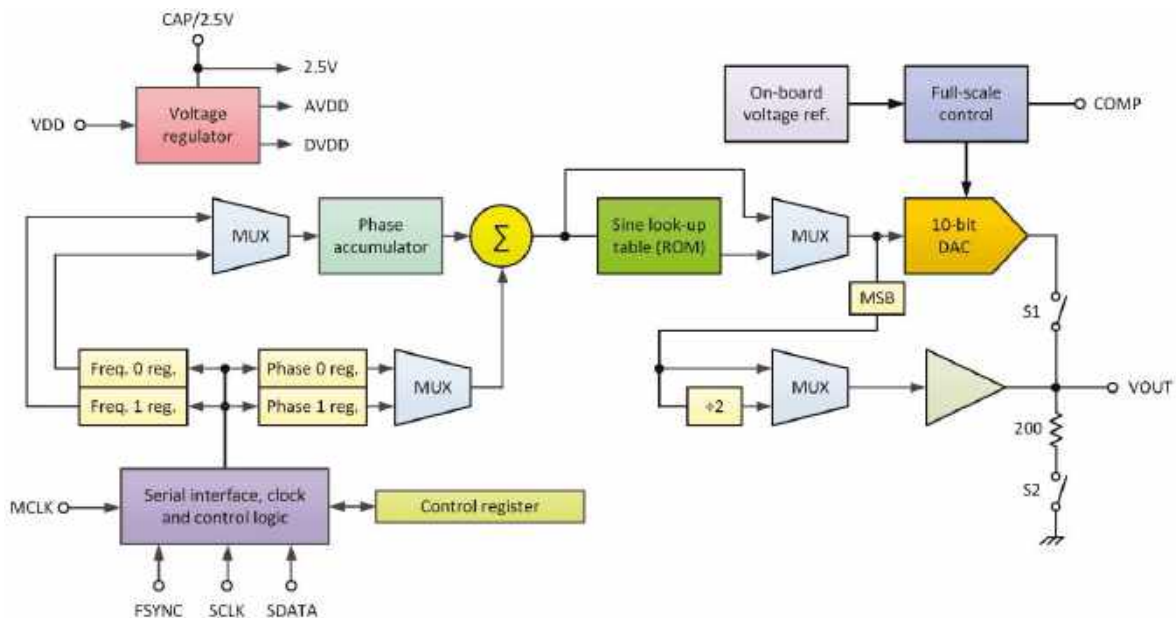 CAP/2.5V
2.5V
Voltage
regulator
AVDD
VDD
DVDD
On-board
voltage ref.
Full-scale
control
COMP
MUX
Phase
accumulator
Σ
Sine look-up
table (ROM)
MUX
10-bit
DAC
MSB
S1
Freq. 0 reg.
Phase 0 reg.
MUX
Freq. 1 reg.
Phase 1 reg.
MUX
÷2
VOUT
200
S2
MCLK
Serial interface, clock
and control logic
Control register
FSYNC
SCLK
SDATA